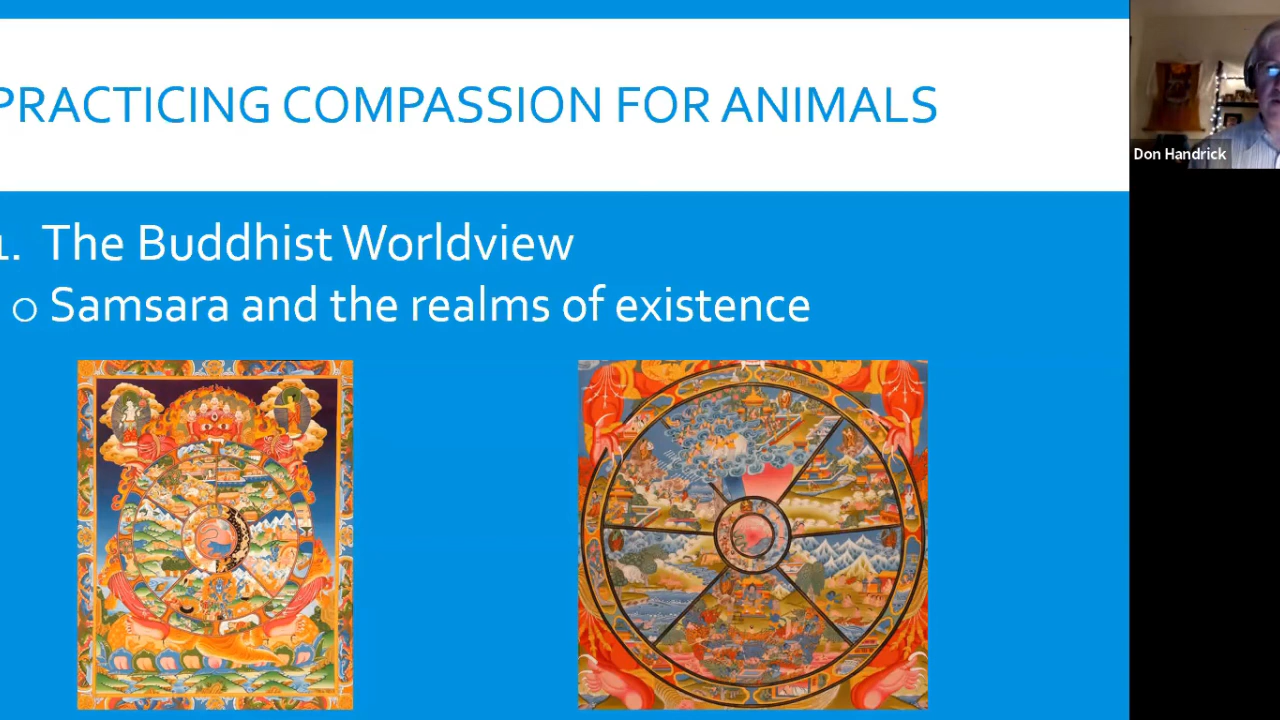 PRACTICING COMPASSION FOR ANIMALS
1. The Buddhist Worldview
o Samsara and the realms of existence
Don Handrick